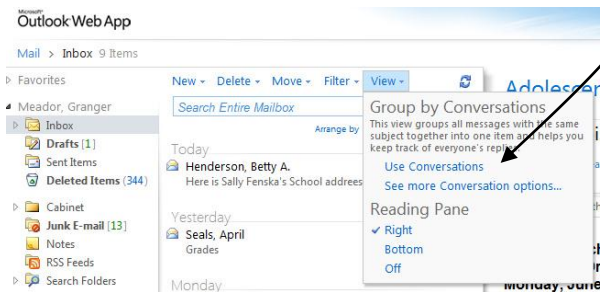 Microsoft®
Outlook Web App
Mail > Inbox 9 Items
Favorites
Meador, Granger
Inbox
Drafts [1]
Sent Items
Deleted Items (344)
Cabinet
Junk E-mail [13]
Notes
RSS Feeds
Search Folders
New Delete Move Filter View
Search Entire Mailbox
Arrange by
Today
Henderson, Betty A.
Here is Sally Fenska's School addrees
Yesterday
Seals, April
Grades
Monday
Group by Conversations
This view groups all messages with the same
subject together into one item and helps you
keep track of everyone's replies.
Use Conversations
See more Conversation options...
Reading Pane
Right
Bottom
Off
Monday, June